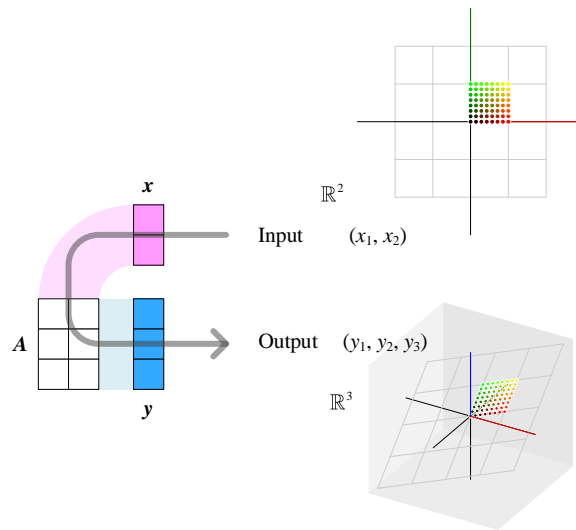 x
ℝ²
Input (x₁, x₂)
A
Output (y₁, y₂, y₃)
y
ℝ³